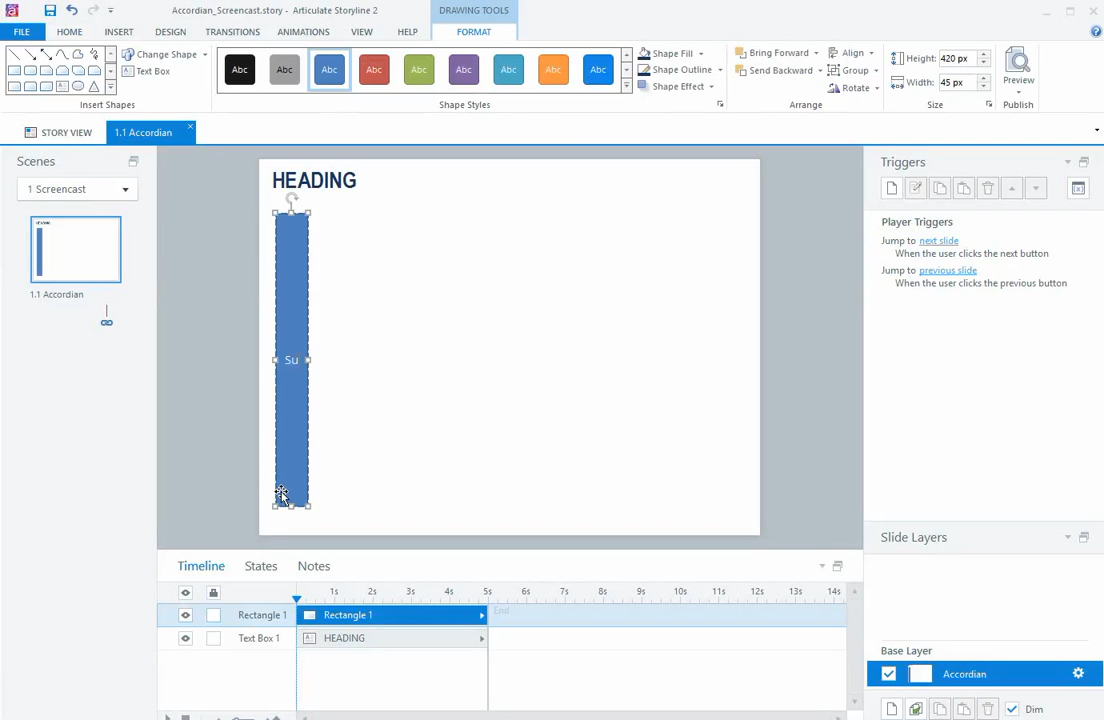 Accordian_Screencast.story - Articulate Storyline 2
DRAWING TOOLS
FILE HOME INSERT DESIGN TRANSITIONS ANIMATIONS VIEW HELP FORMAT
Change Shape
Text Box
Insert Shapes
Abc Abc Abc Abc Abc Abc Abc Abc Abc
Shape Styles
Shape Fill
Shape Outline
Shape Effect
Bring Forward
Send Backward
Align
Group
Rotate
Arrange
Height: 420 px
Width: 45 px
Size
Preview
Publish
STORY VIEW
1.1 Accordian
Scenes
1 Screencast
HEADING
1.1 Accordian
HEADING
Su
Triggers
Player Triggers
Jump to next slide
When the user clicks the next button
Jump to previous slide
When the user clicks the previous button
Slide Layers
Base Layer
Accordian
Dim
Timeline States Notes
1s 2s 3s 4s 5s 6s 7s 8s 9s 10s 11s 12s 13s 14s
Rectangle 1 Rectangle 1 End
Text Box 1 HEADING